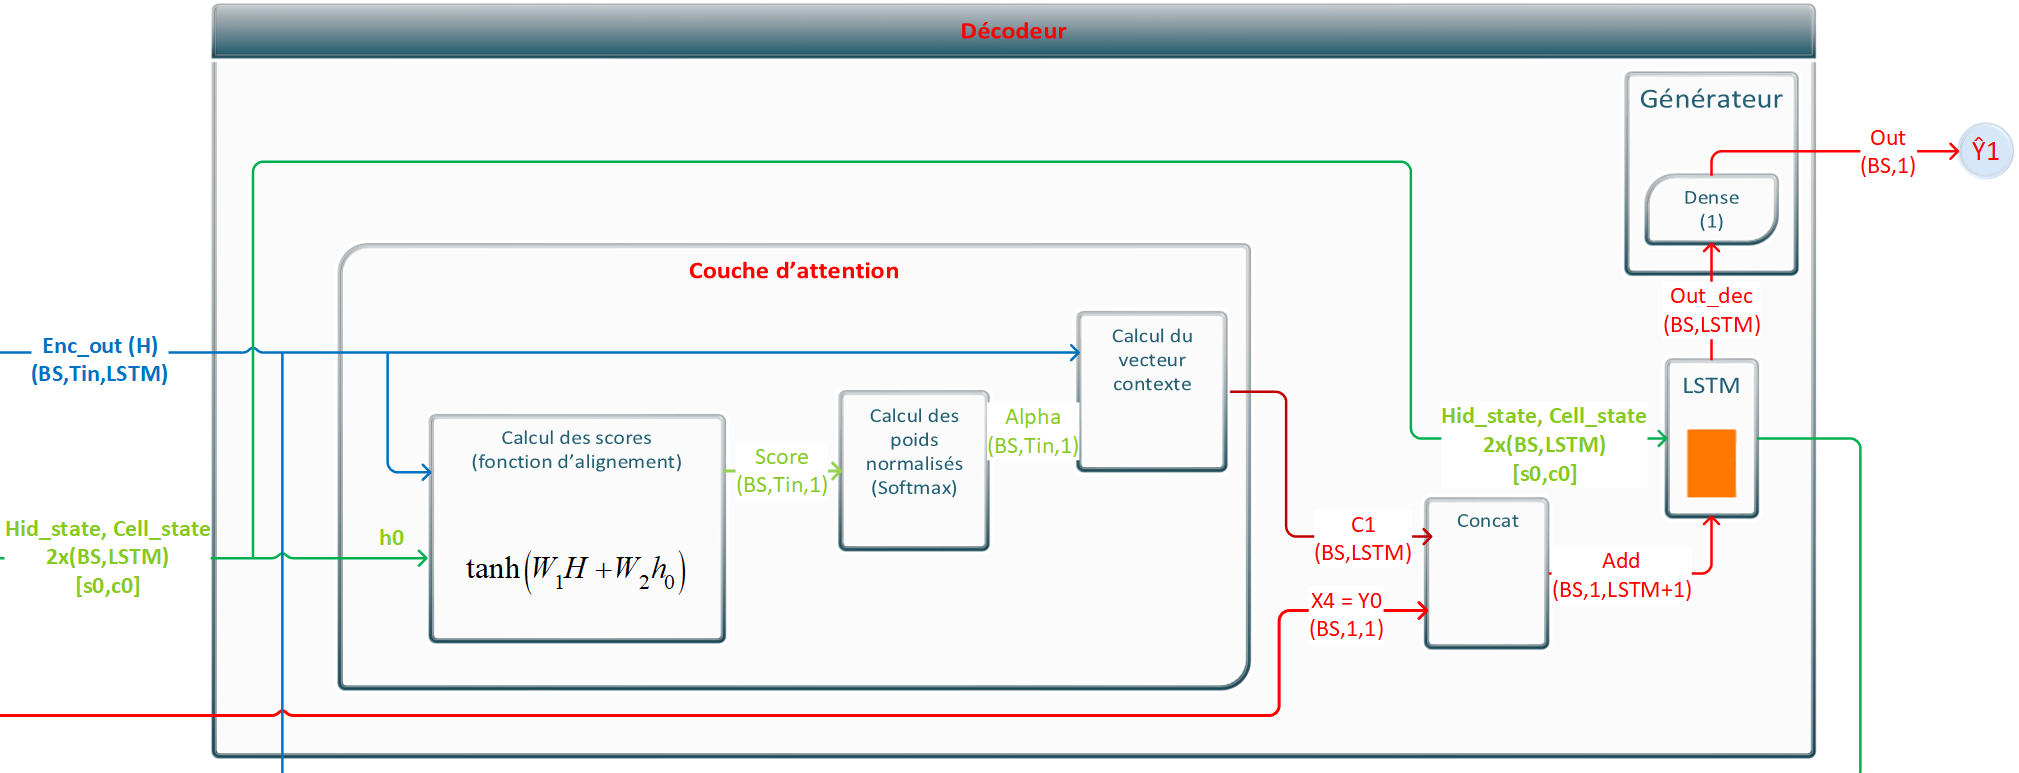 Décodeur
Générateur
Out
(BS,1)
Ŷ1
Dense
(1)
Out_dec
(BS,LSTM)
Couche d’attention
Enc_out (H)
(BS,Tin,LSTM)
Calcul du
vecteur
contexte
LSTM
Calcul des scores
(fonction d’alignement)
Score
(BS,Tin,1)
Calcul des
poids
normalisés
(Softmax)
Alpha
(BS,Tin,1)
Hid_state, Cell_state
2x(BS,LSTM)
[s0,c0]
Hid_state, Cell_state
2x(BS,LSTM)
[s0,c0]
h0
tanh(W₁H +W₂h₀)
C1
(BS,LSTM)
Concat
Add
(BS,1,LSTM+1)
X4 = Y0
(BS,1,1)